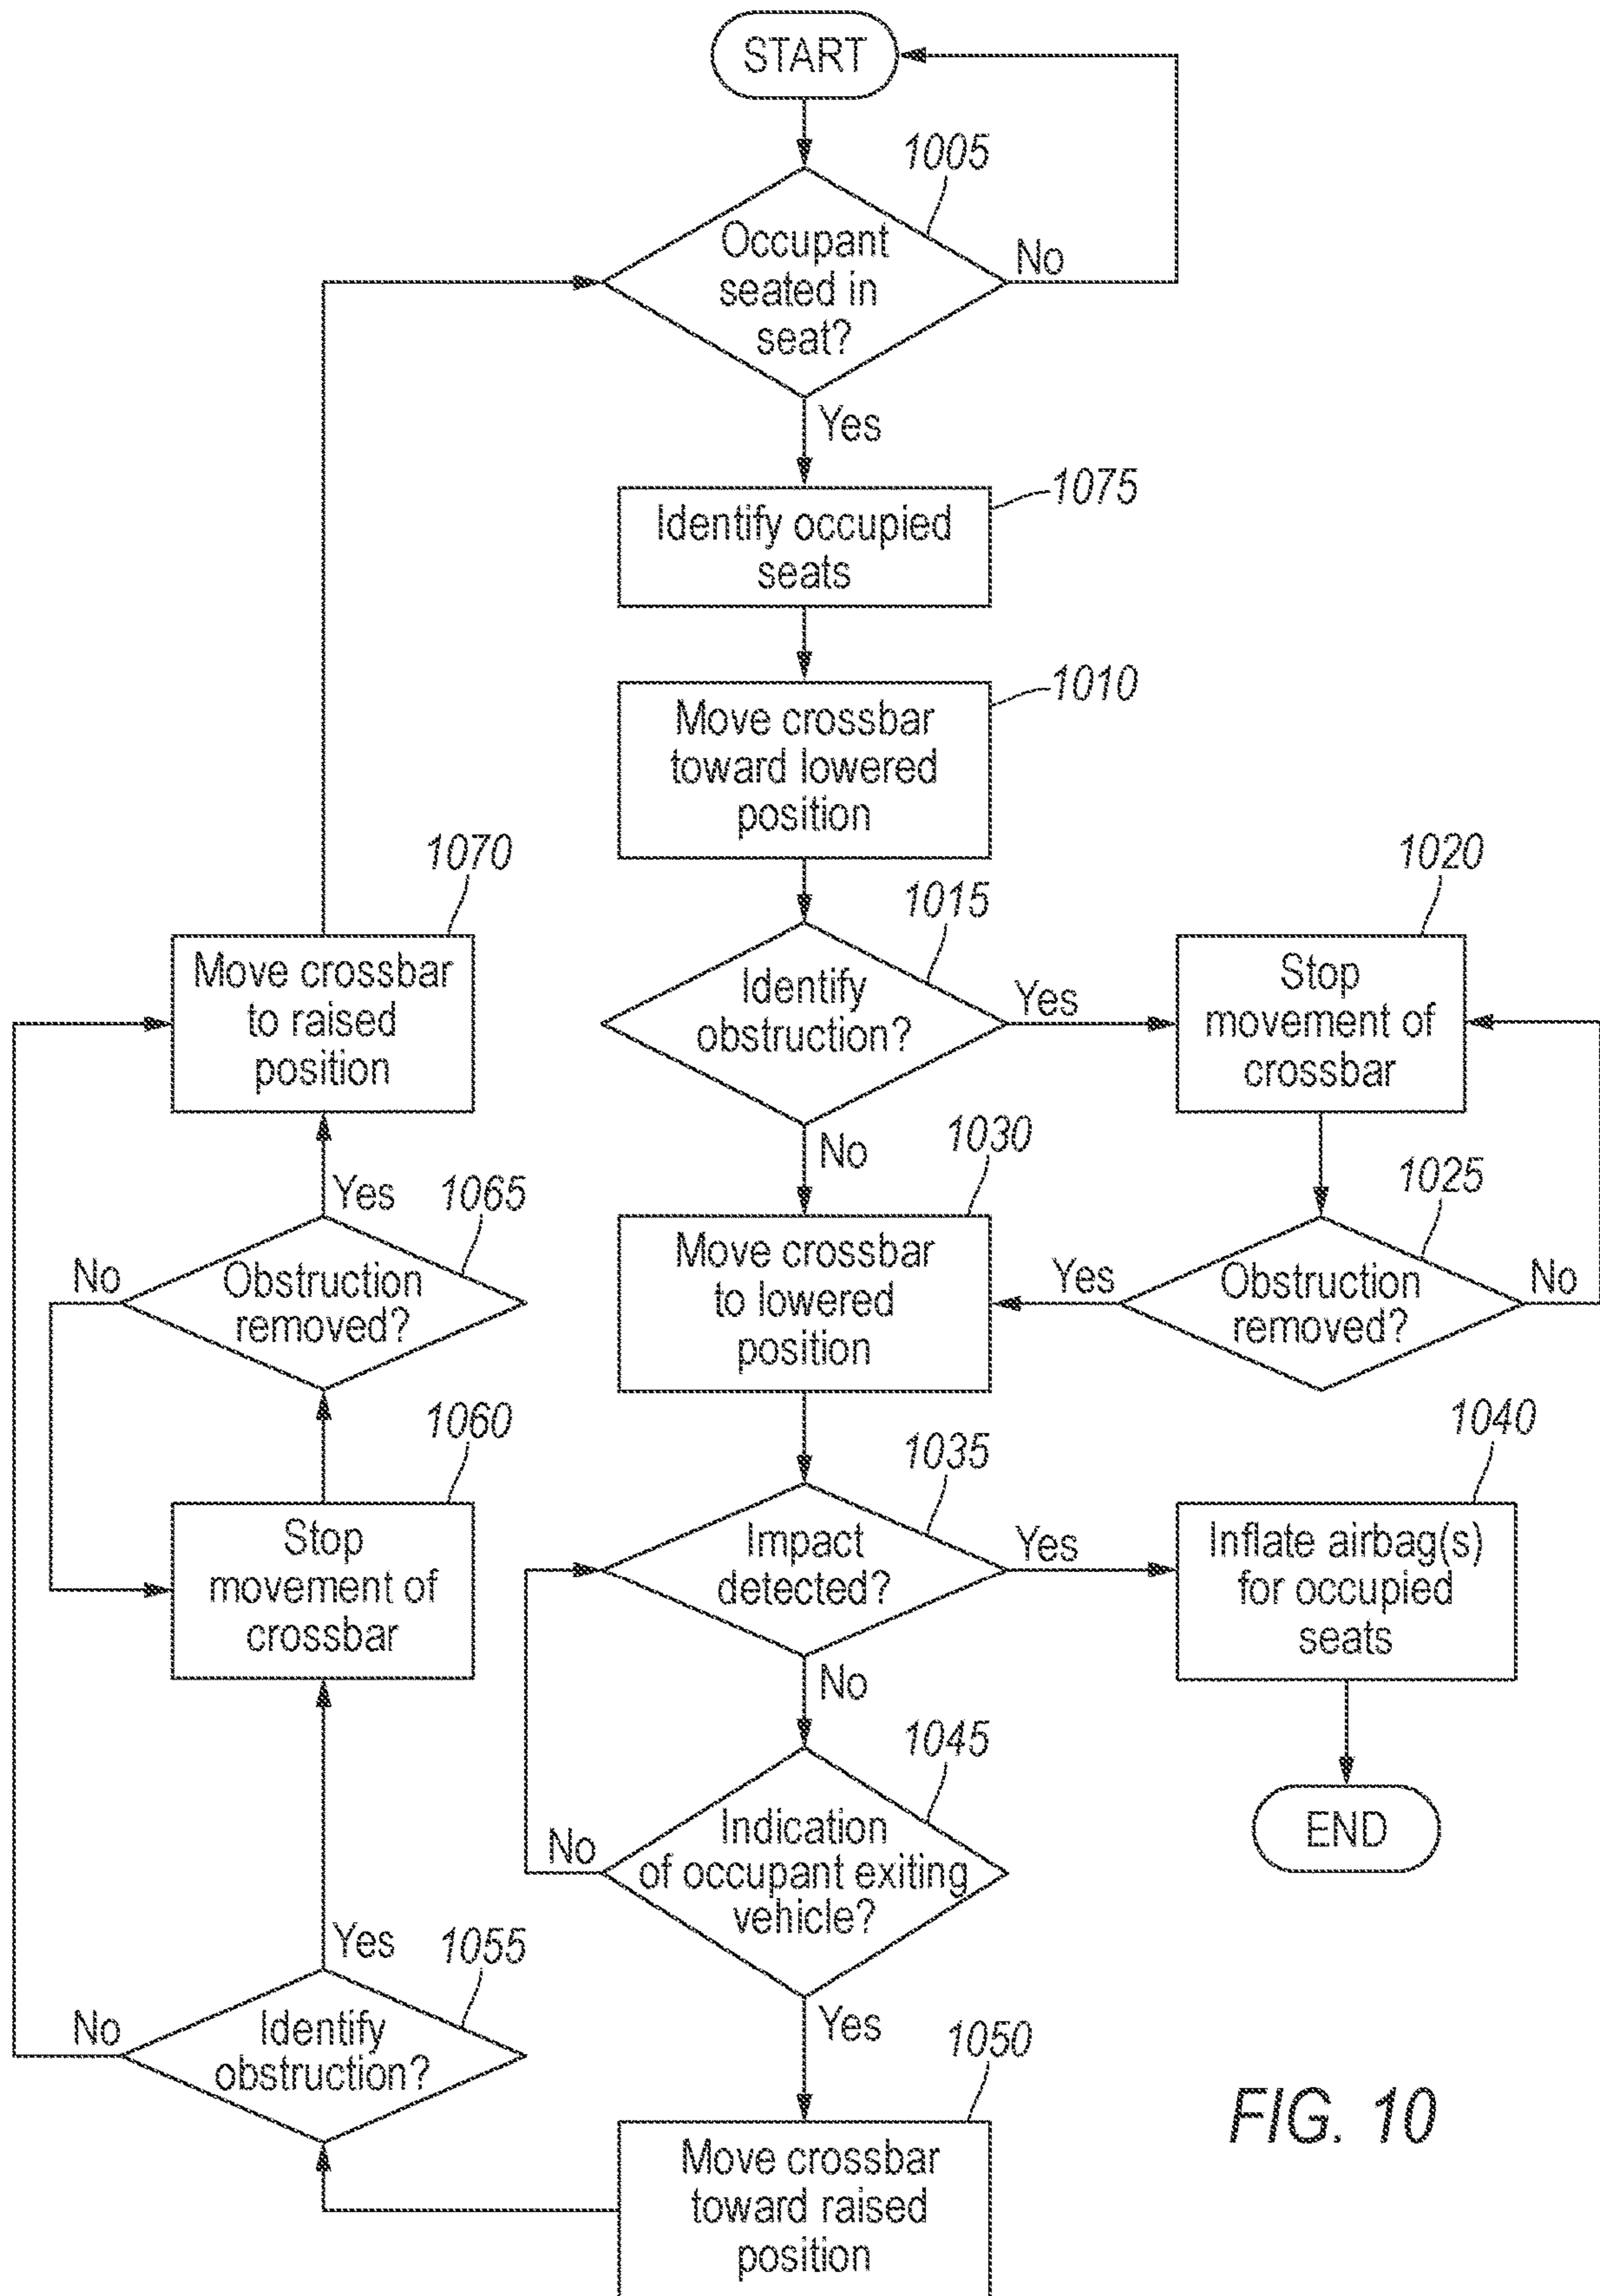 START
1005
Occupant
seated in
seat?
No
Yes
1075
Identify occupied
seats
1010
Move crossbar
toward lowered
position
1070
Move crossbar
to raised
position
1015
Identify
obstruction?
Yes
No
1020
Stop
movement of
crossbar
1030
Move crossbar
to lowered
position
1025
Obstruction
removed?
Yes
No
1065
Obstruction
removed?
Yes
No
1060
Stop
movement of
crossbar
1035
Impact
detected?
Yes
No
1040
Inflate airbag(s)
for occupied
seats
END
1045
Indication
of occupant exiting
vehicle?
No
Yes
1055
Identify
obstruction?
Yes
No
1050
Move crossbar
toward raised
position
FIG. 10